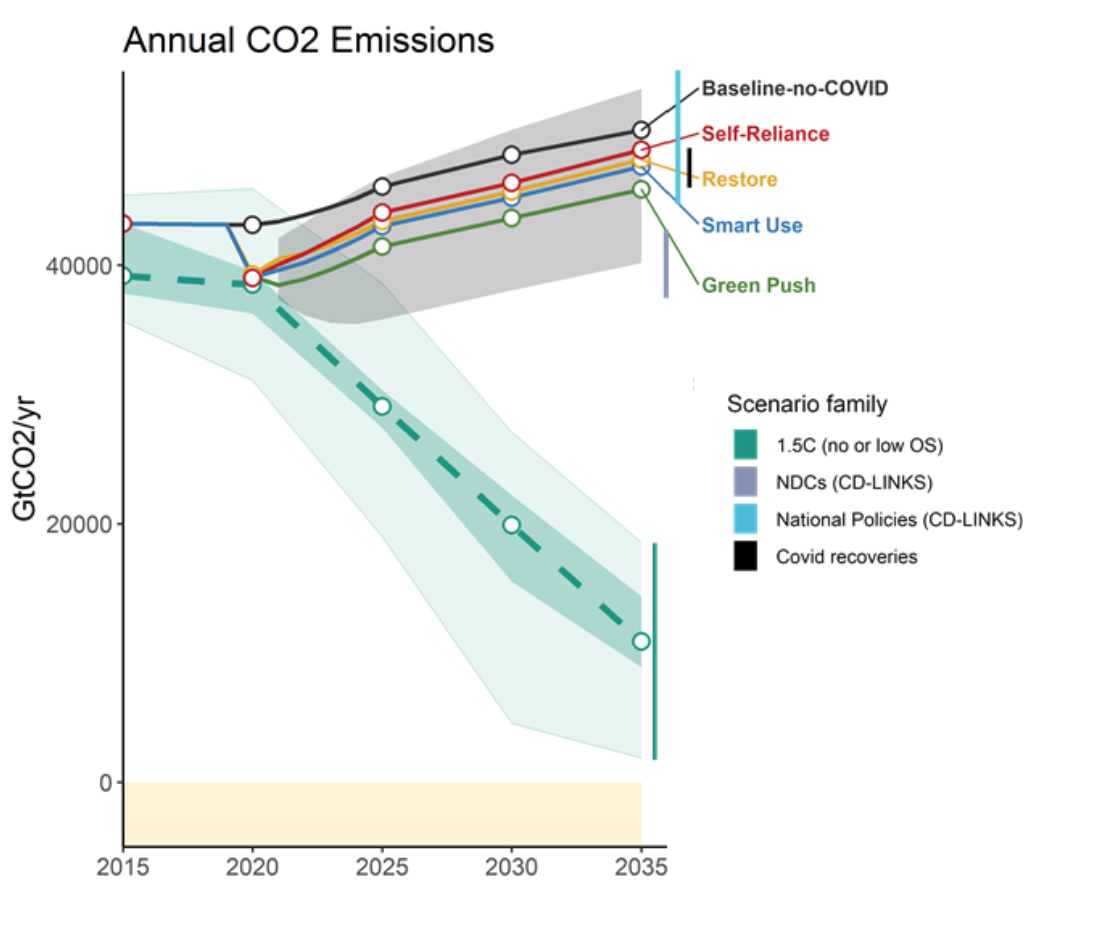 Annual CO2 Emissions
Baseline-no-COVID
Self-Reliance
Restore
Smart Use
Green Push
GtCO2/yr
40000
20000
0
2015 2020 2025 2030 2035
Scenario family
1.5C (no or low OS)
NDCs (CD-LINKS)
National Policies (CD-LINKS)
Covid recoveries